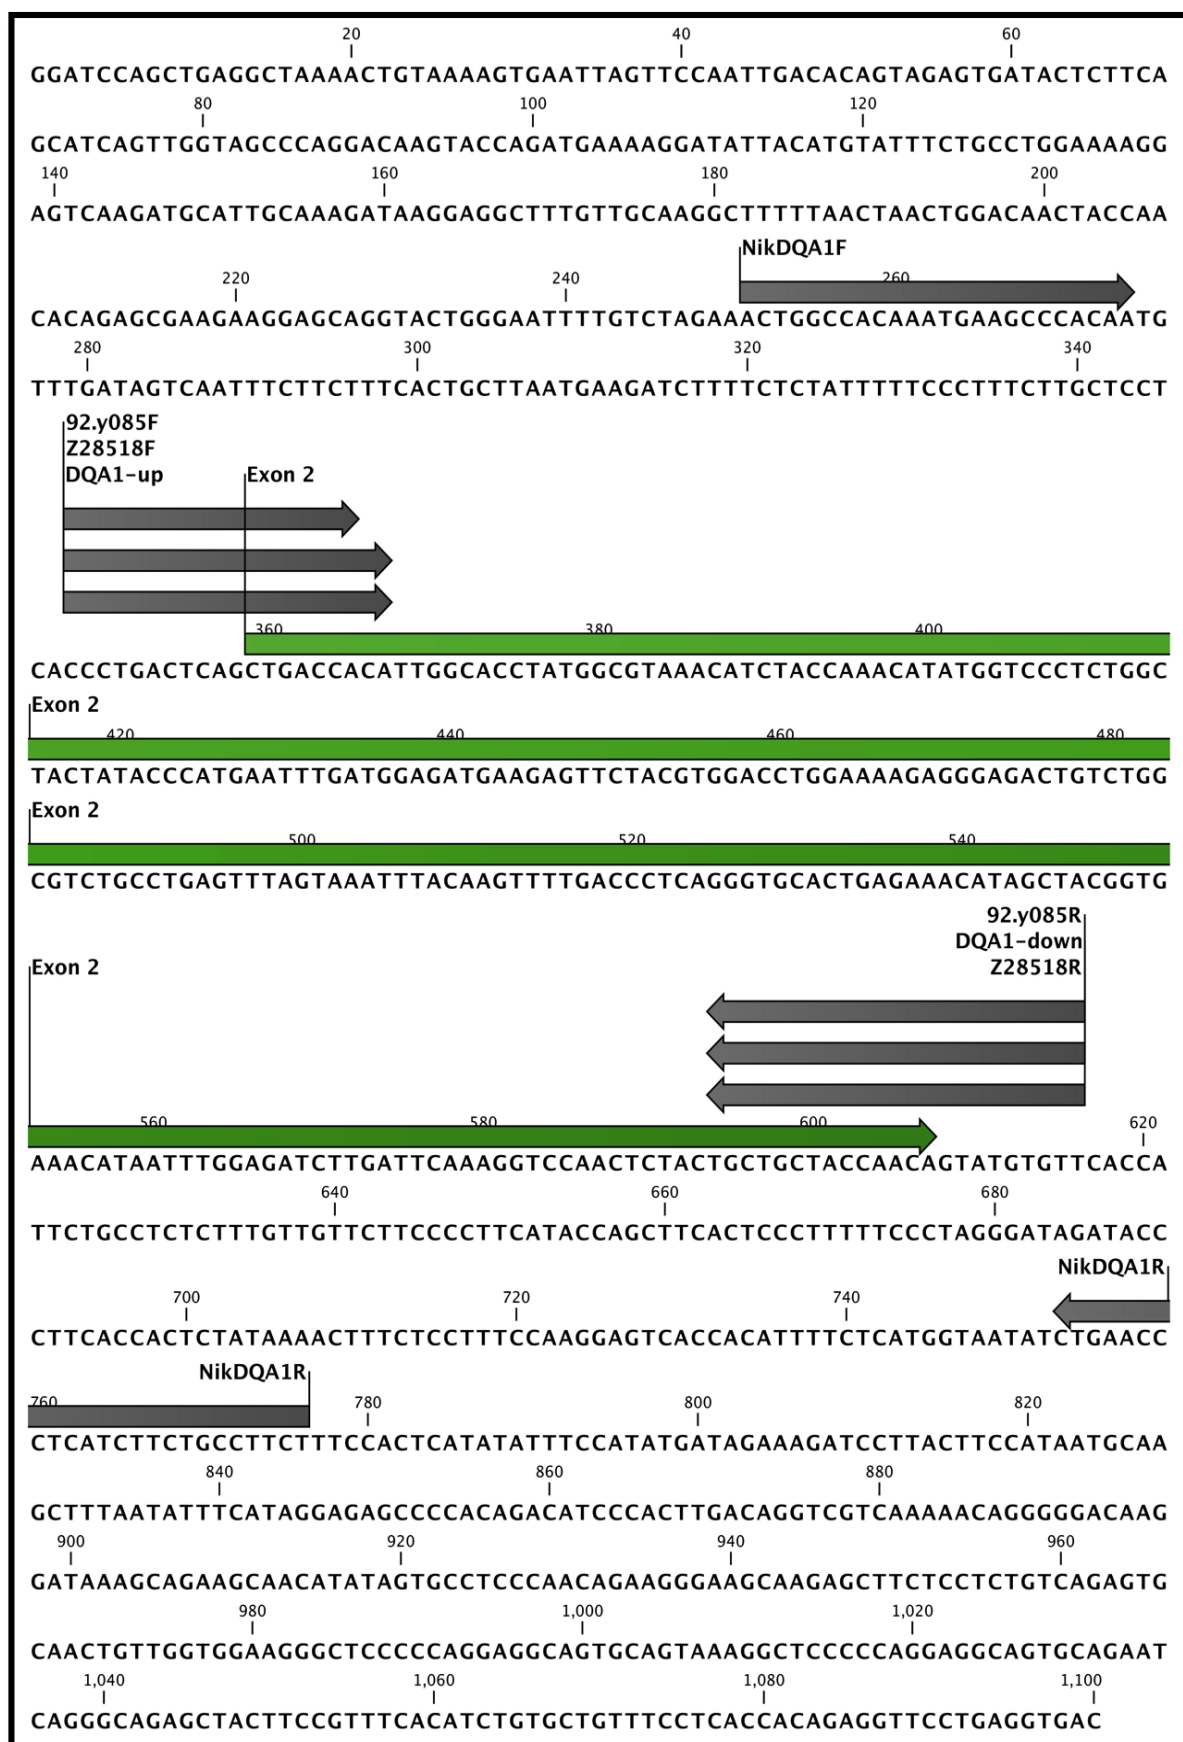 20 40 60
GGATCCAGCTGAGGCTAAAACTGTAAAAGTGAATTAGTTCCAATTGACACAGTAGAGTGATACTCTTCA
80 100 120
GCATCAGTTGGTAGCCCAGGACAAGTACCAGATGAAAAGGATATTACATGTATTTCTGCCTGGAAAAGG
140 160 180 200
AGTCAAGATGCATTGCAAAGATAAGGAGGCTTTGTTGCAAGGCTTTTTAACTAACTGGACAACTACCAA
NikDQA1F
220 240 260
CACAGAGCGAAGAAGGAGCAGGTACTGGGAATTTTGTCTAGAAACTGGCCACAAATGAAGCCCACAATG
280 300 320 340
TTTGATAGTCAATTTCTTCTTTCACTGCTTAATGAAGATCTTTTCTCTATTTTTCCCTTTCTTGCTCCT
92.y085F
Z28518F
DQA1-up Exon 2
360 380 400
CACCCTGACTCAGCTGACCACATTGGCACCTATGGCGTAAACATCTACCAAACATATGGTCCCTCTGGC
Exon 2
420 440 460 480
TACTATACCCATGAATTTGATGGAGATGAAGAGTTCTACGTGGACCTGGAAAAGAGGGAGACTGTCTGG
Exon 2
500 520 540
CGTCTGCCTGAGTTTAGTAAATTTACAAGTTTTGACCCTCAGGGTGCACTGAGAAACATAGCTACGGTG
92.y085R
DQA1-down
Exon 2 Z28518R
560 580 600 620
AAACATAATTTGGAGATCTTGATTCAAAGGTCCAACTCTACTGCTGCTACCAACAGTATGTGTTCACCA
640 660 680
TTCTGCCTCTCTTTGTTGTTCTTCCCCTTCATACCAGCTTCACTCCCTTTTTCCCTAGGGATAGATACC
NikDQA1R
700 720 740
CTTCACCACTCTATAAAACTTTCTCCTTTCCAAGGAGTCACCACATTTTCTCATGGTAATATCTGAACC
NikDQA1R
760 780 800 820
CTCATCTTCTGCCTTCTTTCCACTCATATATTTCCATATGATAGAAAGATCCTTACTTCCATAATGCAA
840 860 880
GCTTTAATATTTCATAGGAGAGCCCCACAGACATCCCACTTGACAGGTCGTCAAAAACAGGGGGACAAG
900 920 940 960
GATAAAGCAGAAGCAACATATAGTGCCTCCCAACAGAAGGGAAGCAAGAGCTTCTCCTCTGTCAGAGTG
980 1,000 1,020
CAACTGTTGGTGGAAGGGCTCCCCCAGGAGGCAGTGCAGTAAAGGCTCCCCCAGGAGGCAGTGCAGAAT
1,040 1,060 1,080 1,100
CAGGGCAGAGCTACTTCCGTTTCACATCTGTGCTGTTTCCTCACCACAGAGGTTCCTGAGGTGAC